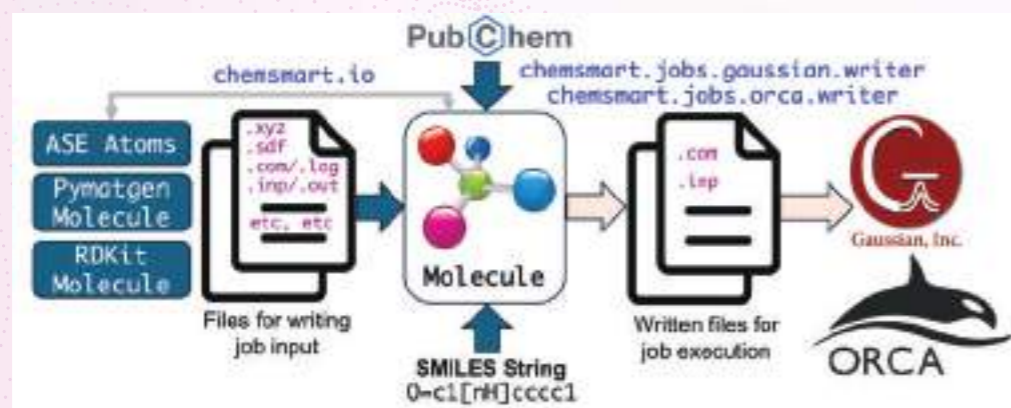 PubChem
chemsmart.io
chemsmart.jobs.gaussian.writer
chemsmart.jobs.orca.writer
ASE Atoms
Pymatgen
Molecule
RDKit
Molecule
.xyz
.sdf
.com/.log
.inp/.out
etc, etc
Files for writing
job input
Molecule
SMILES String
O=c1[nH]cccc1
.com
.inp
Written files for
job execution
G
Gaussian, Inc.
ORCA